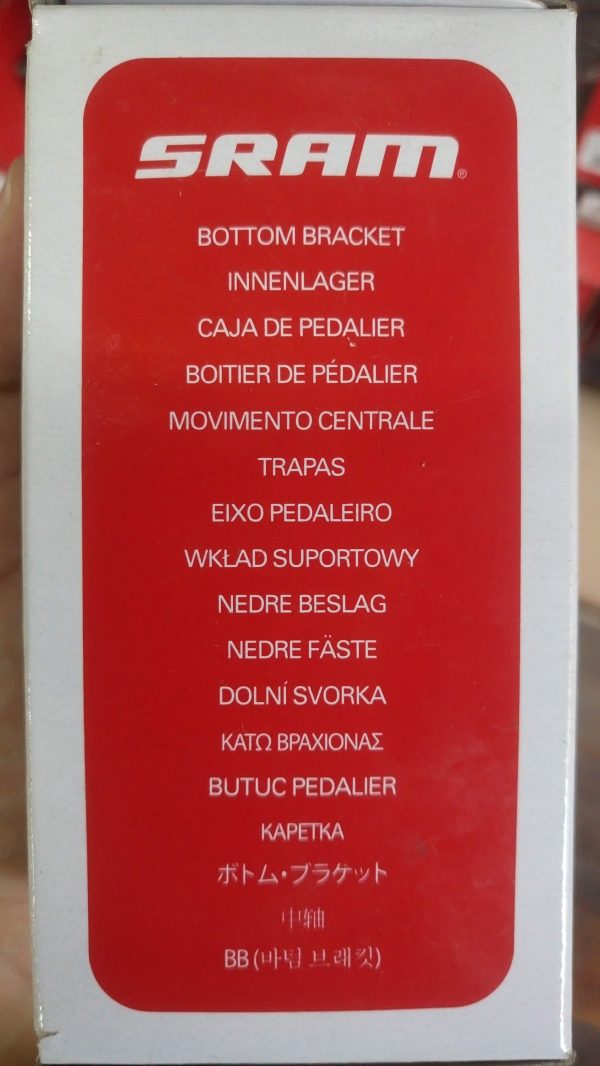 SRAM®
BOTTOM BRACKET
INNENLAGER
CAJA DE PEDALIER
BOITIER DE PÉDALIER
MOVIMENTO CENTRALE
TRAPAS
EIXO PEDALEIRO
WKŁAD SUPORTOWY
NEDRE BESLAG
NEDRE FÄSTE
DOLNÍ SVORKA
ΚΑΤΩ ΒΡΑΧΙΟΝΑΣ
BUTUC PEDALIER
КАРЕТКА
ボトム・ブラケット
中轴
BB (바텀 브래킷)